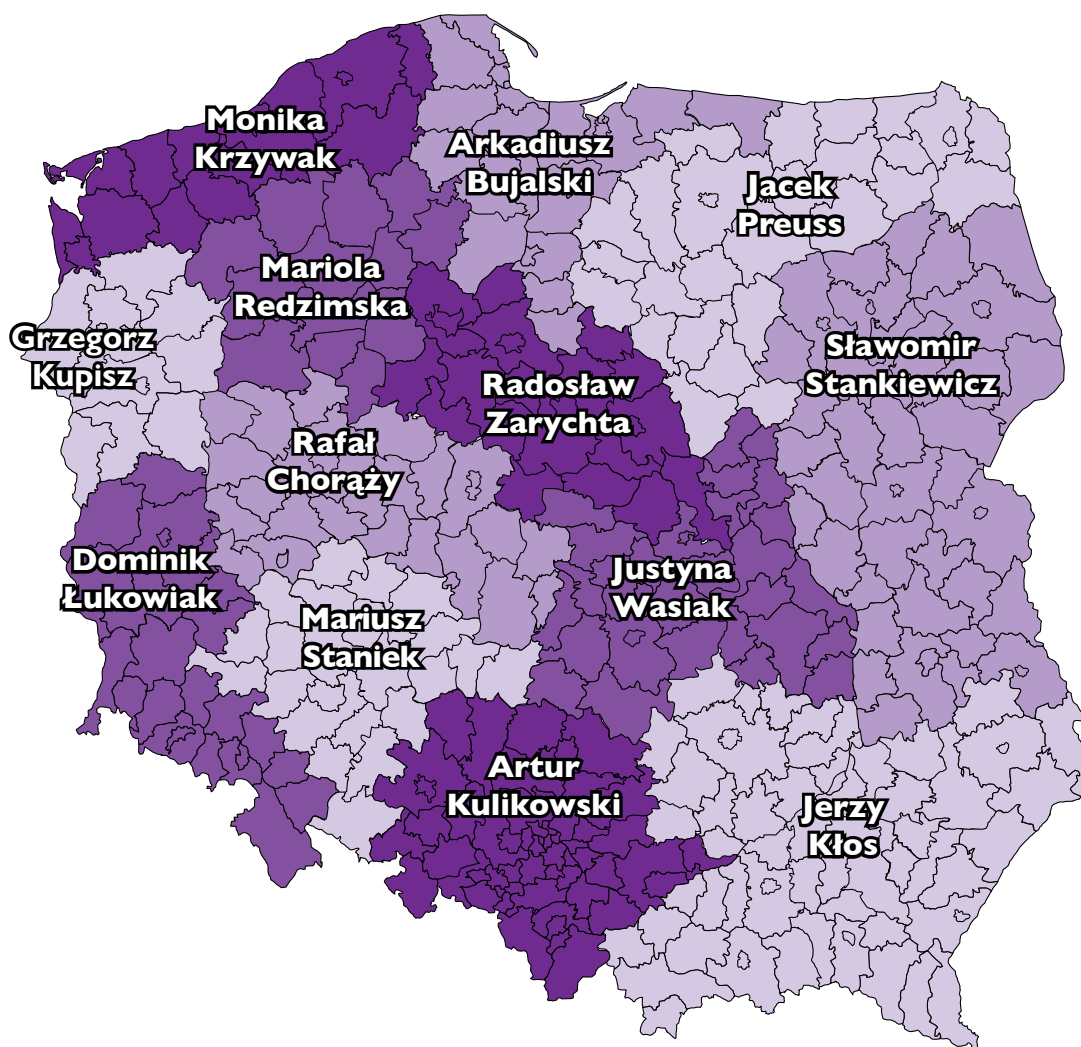 Monika
Krzywak
Arkadiusz
Bujalski
Jacek
Preuss
Mariola
Redzimska
Grzegorz
Kupisz
Sławomir
Stankiewicz
Radosław
Zarychta
Rafał
Chorąży
Dominik
Łukowiak
Justyna
Wasiak
Mariusz
Staniek
Artur
Kulikowski
Jerzy
Kłos